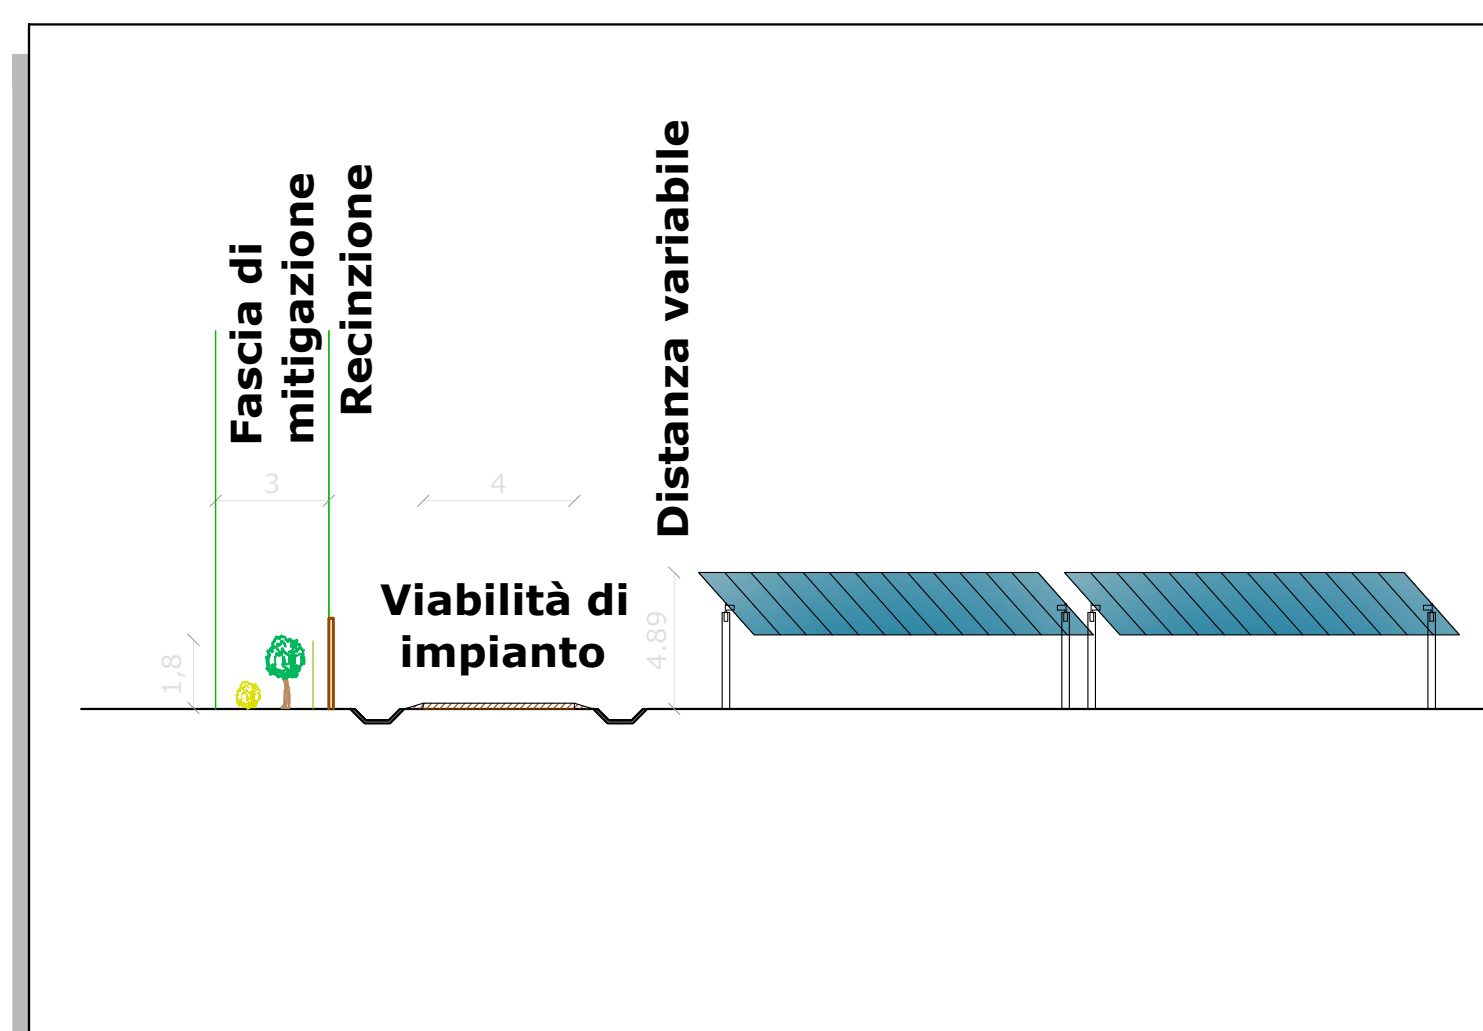 Fascia di
mitigazione
Recinzione
Distanza variabile
3
4
Viabilità di
impianto
1,8
4.89